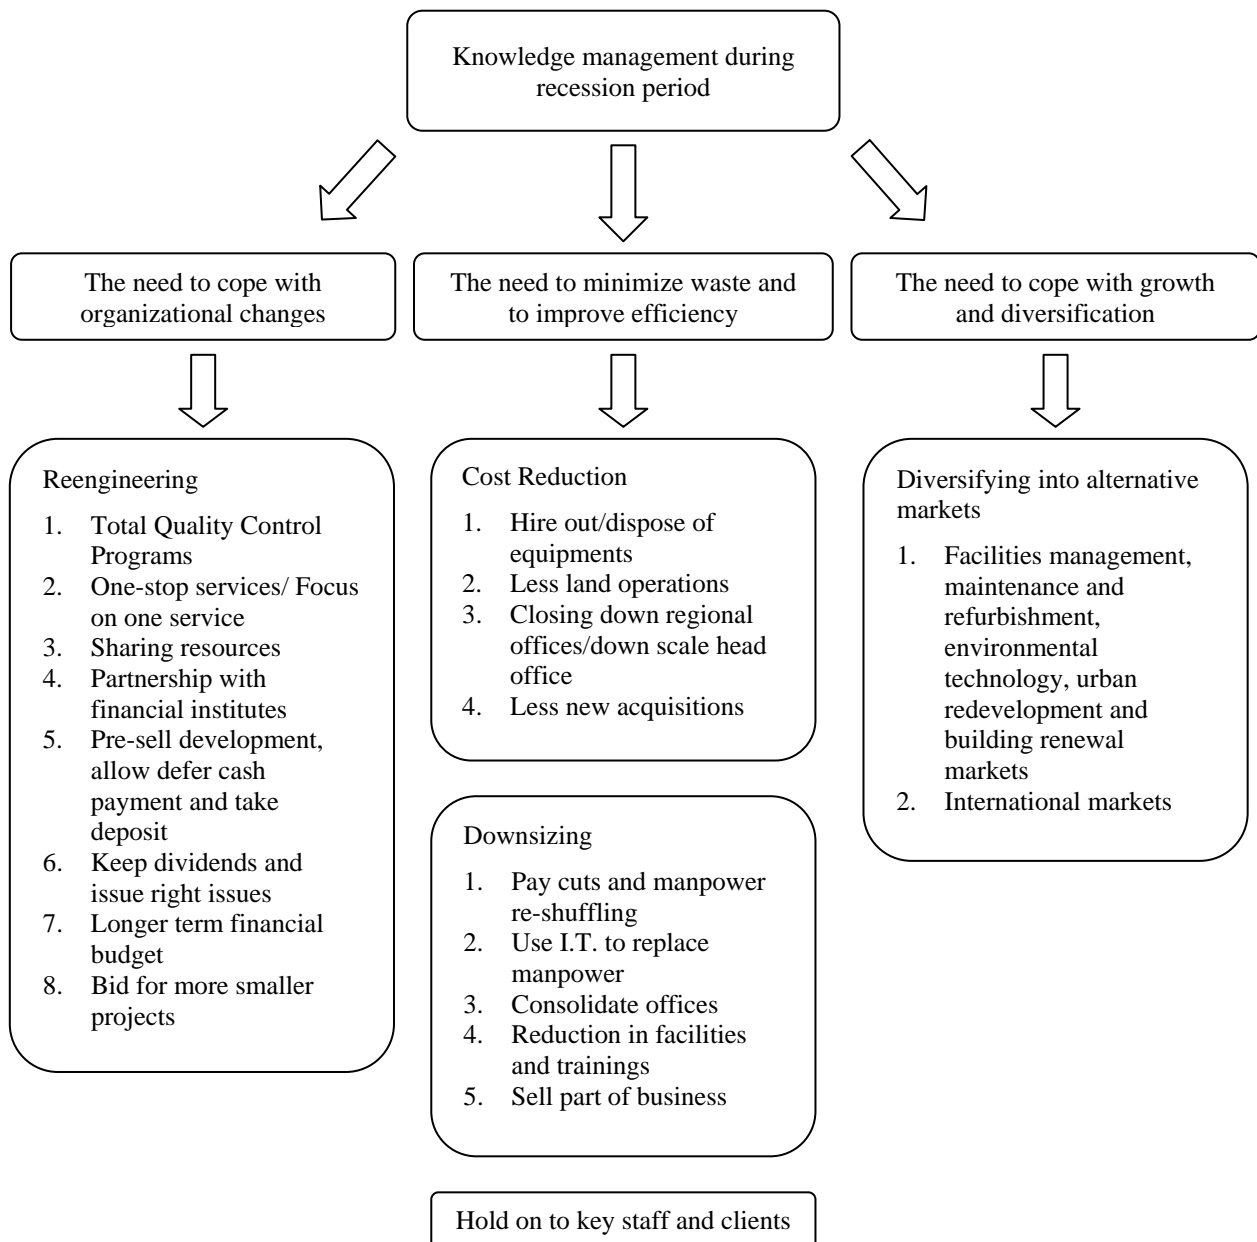 Knowledge management during
recession period
The need to cope with
organizational changes
The need to minimize waste and
to improve efficiency
The need to cope with growth
and diversification
Reengineering
1. Total Quality Control
Programs
2. One-stop services/ Focus
on one service
3. Sharing resources
4. Partnership with
financial institutes
5. Pre-sell development,
allow defer cash
payment and take
deposit
6. Keep dividends and
issue right issues
7. Longer term financial
budget
8. Bid for more smaller
projects
Cost Reduction
1. Hire out/dispose of
equipments
2. Less land operations
3. Closing down regional
offices/down scale head
office
4. Less new acquisitions
Downsizing
1. Pay cuts and manpower
re-shuffling
2. Use I.T. to replace
manpower
3. Consolidate offices
4. Reduction in facilities
and trainings
5. Sell part of business
Hold on to key staff and clients
Diversifying into alternative
markets
1. Facilities management,
maintenance and
refurbishment,
environmental
technology, urban
redevelopment and
building renewal
markets
2. International markets